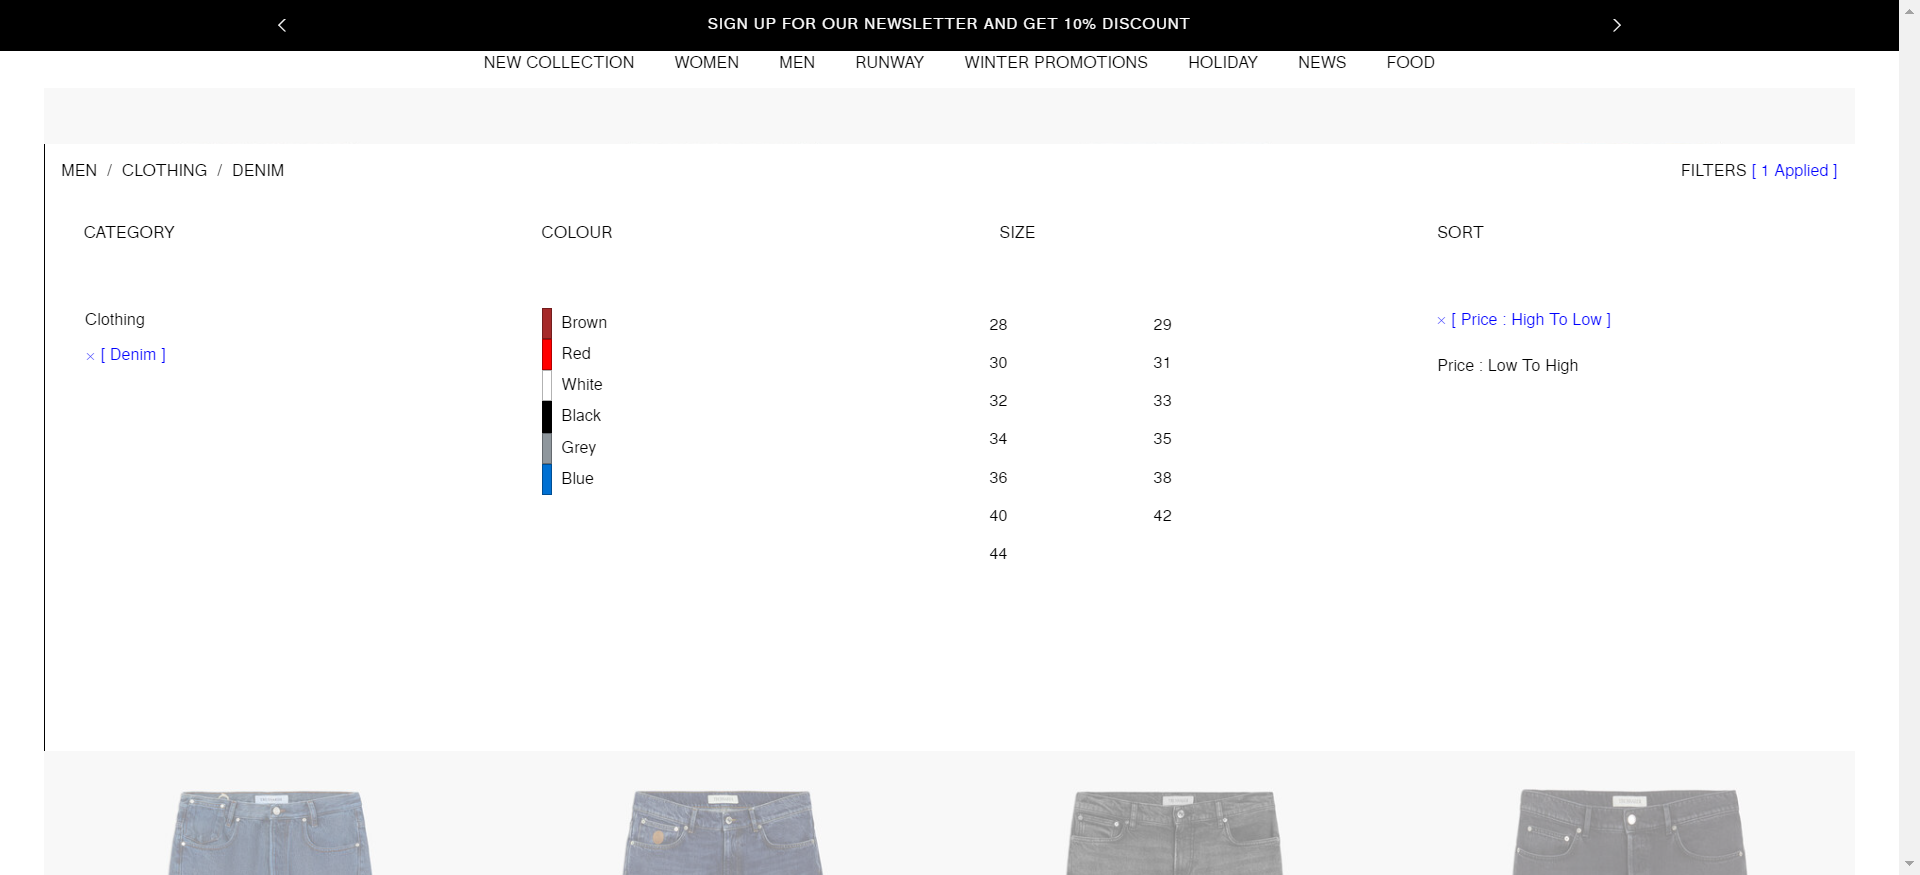 SIGN UP FOR OUR NEWSLETTER AND GET 10% DISCOUNT
NEW COLLECTION WOMEN MEN RUNWAY WINTER PROMOTIONS HOLIDAY NEWS FOOD
MEN / CLOTHING / DENIM
FILTERS [ 1 Applied ]
CATEGORY
Clothing
× [ Denim ]
COLOUR
Brown
Red
White
Black
Grey
Blue
SIZE
28 29
30 31
32 33
34 35
36 38
40 42
44
SORT
× [ Price : High To Low ]
Price : Low To High